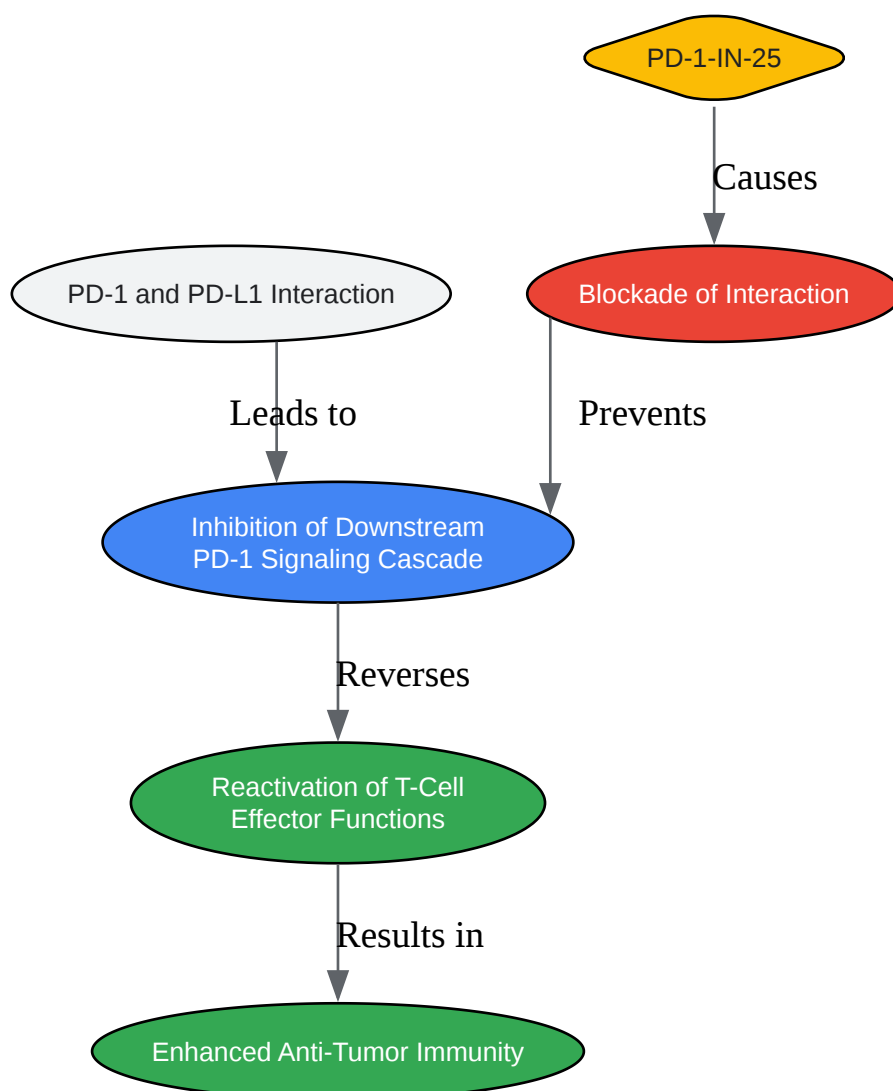 PD-1-IN-25
Causes
PD-1 and PD-L1 Interaction
Blockade of Interaction
Leads to
Prevents
Inhibition of Downstream
PD-1 Signaling Cascade
Reverses
Reactivation of T-Cell
Effector Functions
Results in
Enhanced Anti-Tumor Immunity